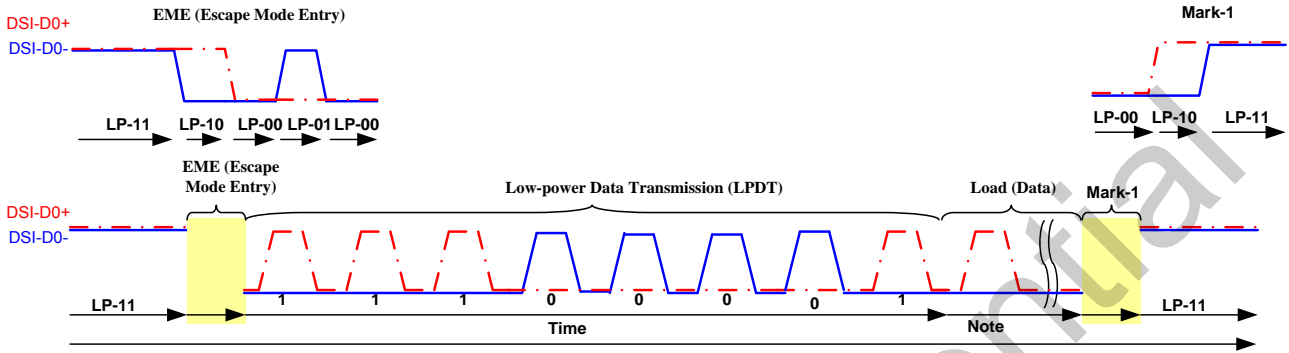 EME (Escape Mode Entry)
Mark-1
DSI-D0+
DSI-D0-
LP-11 LP-10 LP-00 LP-01 LP-00
LP-00 LP-10 LP-11
EME (Escape
Mode Entry)
Low-power Data Transmission (LPDT)
Load (Data)
Mark-1
DSI-D0+
DSI-D0-
1 1 1 0 0 0 0 1
LP-11
LP-11
Time
Note
ential